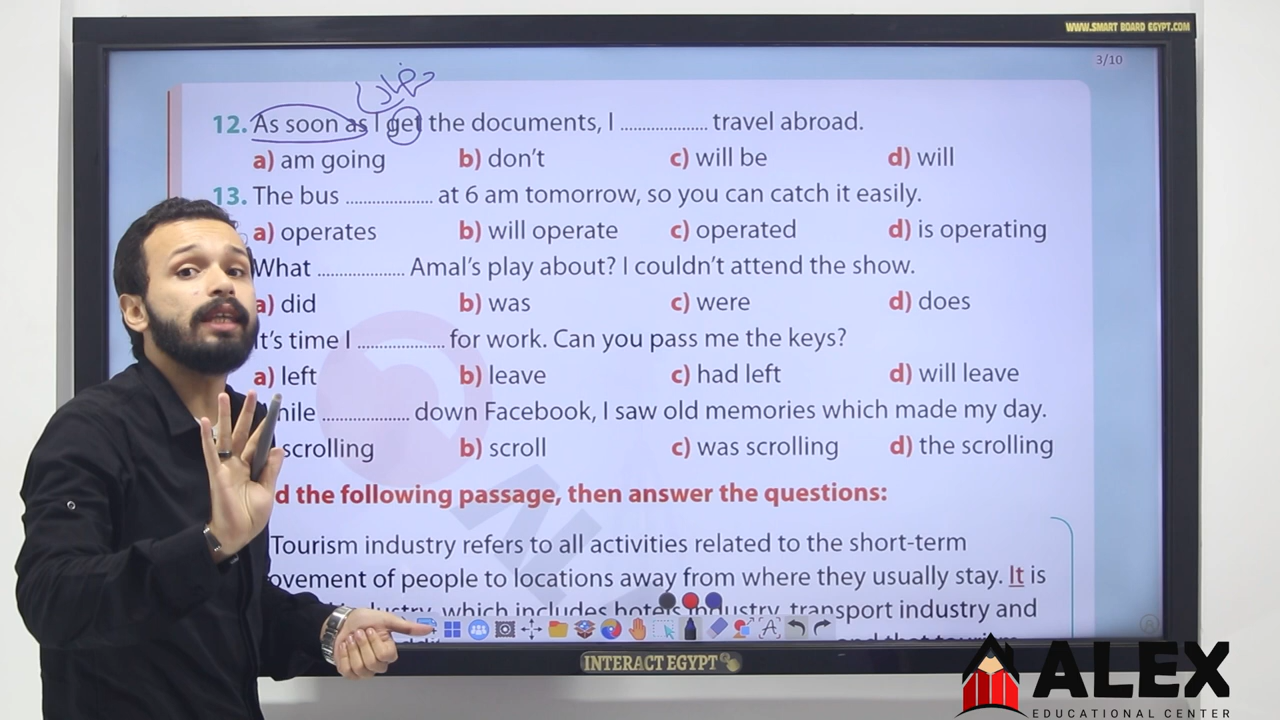 WWW.SMART BOARD EGYPT.COM
3/10
مضارع
12. As soon as I get the documents, I .................... travel abroad.
a) am going b) don't c) will be d) will
13. The bus .................... at 6 am tomorrow, so you can catch it easily.
a) operates b) will operate c) operated d) is operating
What .................... Amal's play about? I couldn't attend the show.
a) did b) was c) were d) does
It's time I .................... for work. Can you pass me the keys?
a) left b) leave c) had left d) will leave
hile .................... down Facebook, I saw old memories which made my day.
scrolling b) scroll c) was scrolling d) the scrolling
d the following passage, then answer the questions:
Tourism industry refers to all activities related to the short-term
ovement of people to locations away from where they usually stay. It is
which includes hotels industry, transport industry and
and that tourism
INTERACT EGYPT
ALEX
EDUCATIONAL CENTER